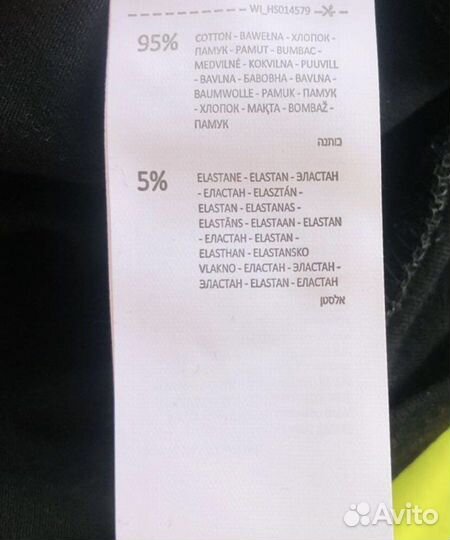 WI_HS014579
95% COTTON - BAWEŁNA - ХЛОПОК -
ПАМУК - PAMUT - BUMBAC -
MEDVILNĖ - KOKVILNA - PUUVILL
- BAVLNA - БАВОВНА - BAVLNA -
BAUMWOLLE - PAMUK - ПАМУК
- ХЛОПОК - МАҚТА - BOMBAŽ -
ПАМУК
כותנה
5% ELASTANE - ELASTAN - ЭЛАСТАН
- ЕЛАСТАН - ELASZTÁN -
ELASTAN - ELASTANAS -
ELASTĀNS - ELASTAAN - ELASTAN
- ЕЛАСТАН - ELASTAN -
ELASTHAN - ELASTANSKO
VLAKNO - ЕЛАСТАН - ЭЛАСТАН -
ЭЛАСТАН - ELASTAN - ЕЛАСТАН
אלסטן
Avito